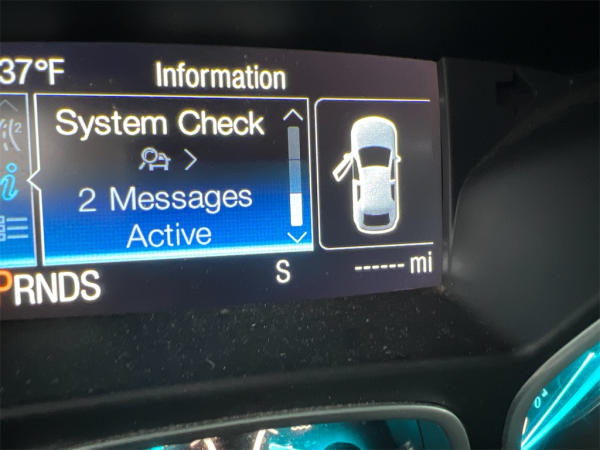 37°F
Information
System Check
2 Messages
Active
PRNDS
S
------ mi